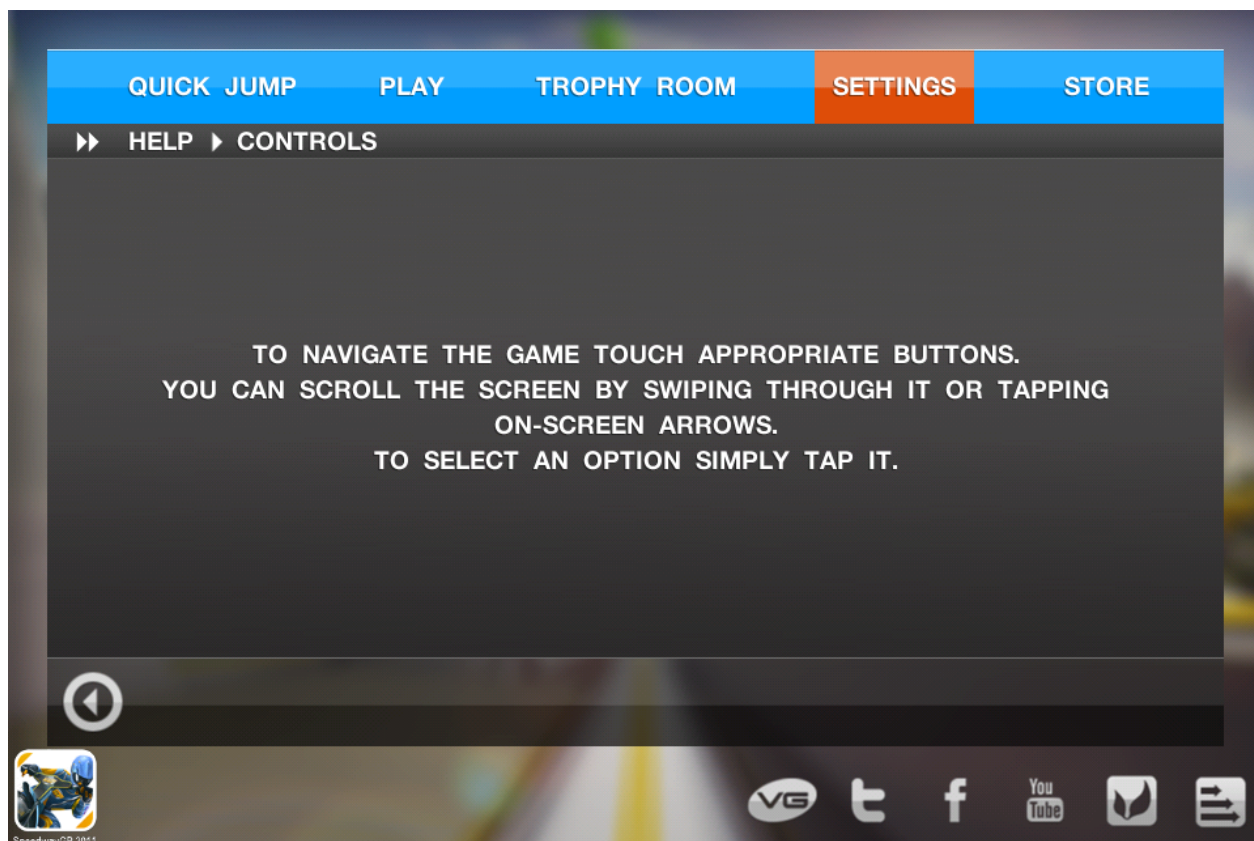 QUICK JUMP PLAY TROPHY ROOM SETTINGS STORE
HELP CONTROLS
TO NAVIGATE THE GAME TOUCH APPROPRIATE BUTTONS.
YOU CAN SCROLL THE SCREEN BY SWIPING THROUGH IT OR TAPPING
ON-SCREEN ARROWS.
TO SELECT AN OPTION SIMPLY TAP IT.
VG t f You
Tube
SpeedwayGP 2011